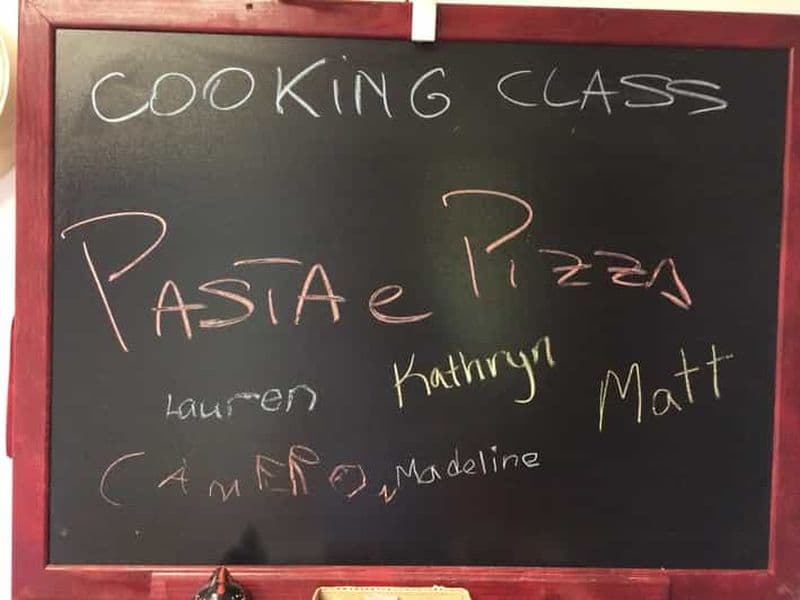 COOKING CLASS
PASTA e PIZZA
Lauren Kathryn Matt
CAMERON Madeline